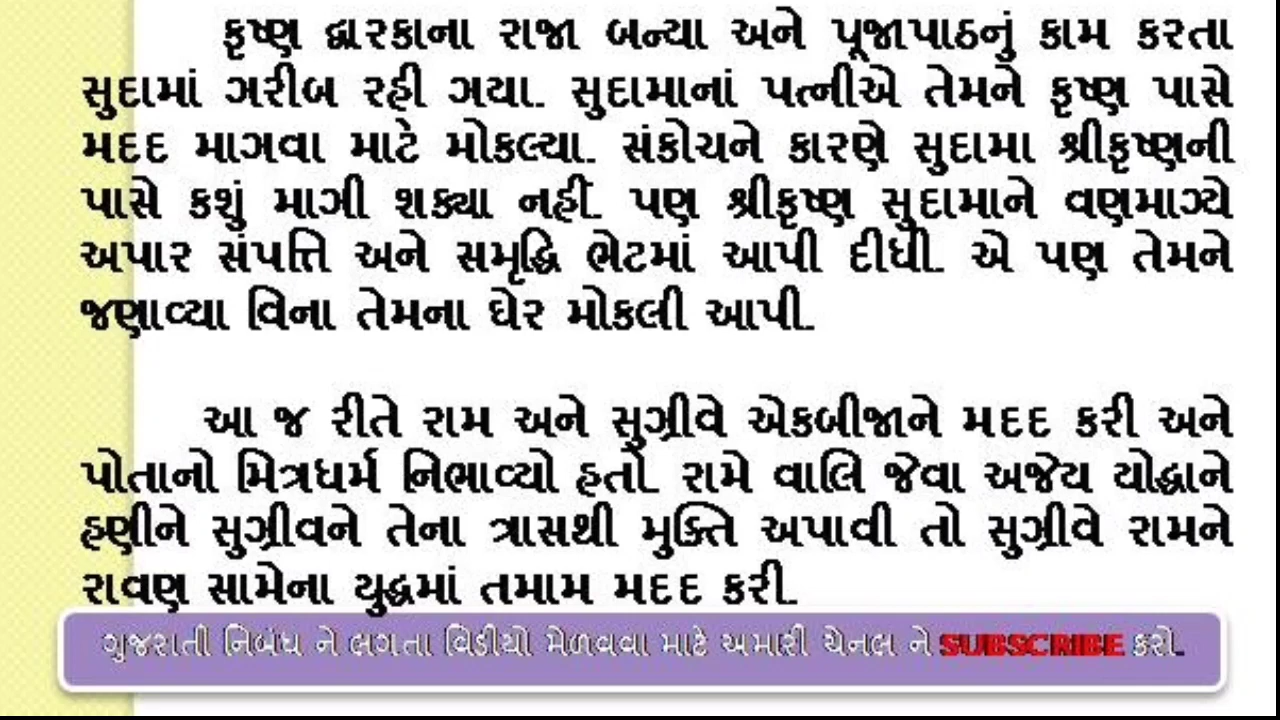 કૃષ્ણ દ્વારકાના રાજા બન્યા અને પૂજાપાઠનું કામ કરતા
સુદામાં ગરીબ રહી ગયા. સુદામાનાં પત્નીએ તેમને કૃષ્ણ પાસે
મદદ માગવા માટે મોકલ્યા. સંકોચને કારણે સુદામા શ્રીકૃષ્ણની
પાસે કશું માગી શક્યા નહીં. પણ શ્રીકૃષ્ણ સુદામાને વણમાગ્યે
અપાર સંપત્તિ અને સમૃદ્ધિ ભેટમાં આપી દીધી. એ પણ તેમને
જણાવ્યા વિના તેમના ઘેર મોકલી આપી.
આ જ રીતે રામ અને સુગ્રીવે એકબીજાને મદદ કરી અને
પોતાનો મિત્રધર્મ નિભાવ્યો હતો. રામે વાલિ જેવા અજેય યોદ્ધાને
હણીને સુગ્રીવને તેના ત્રાસથી મુક્તિ અપાવી તો સુગ્રીવે રામને
રાવણ સામેના યુદ્ધમાં તમામ મદદ કરી.
ગુજરાતી નિબંધ ને લગતા વિડીયો મેળવવા માટે અમારી ચેનલ ને SUBSCRIBE કરો.